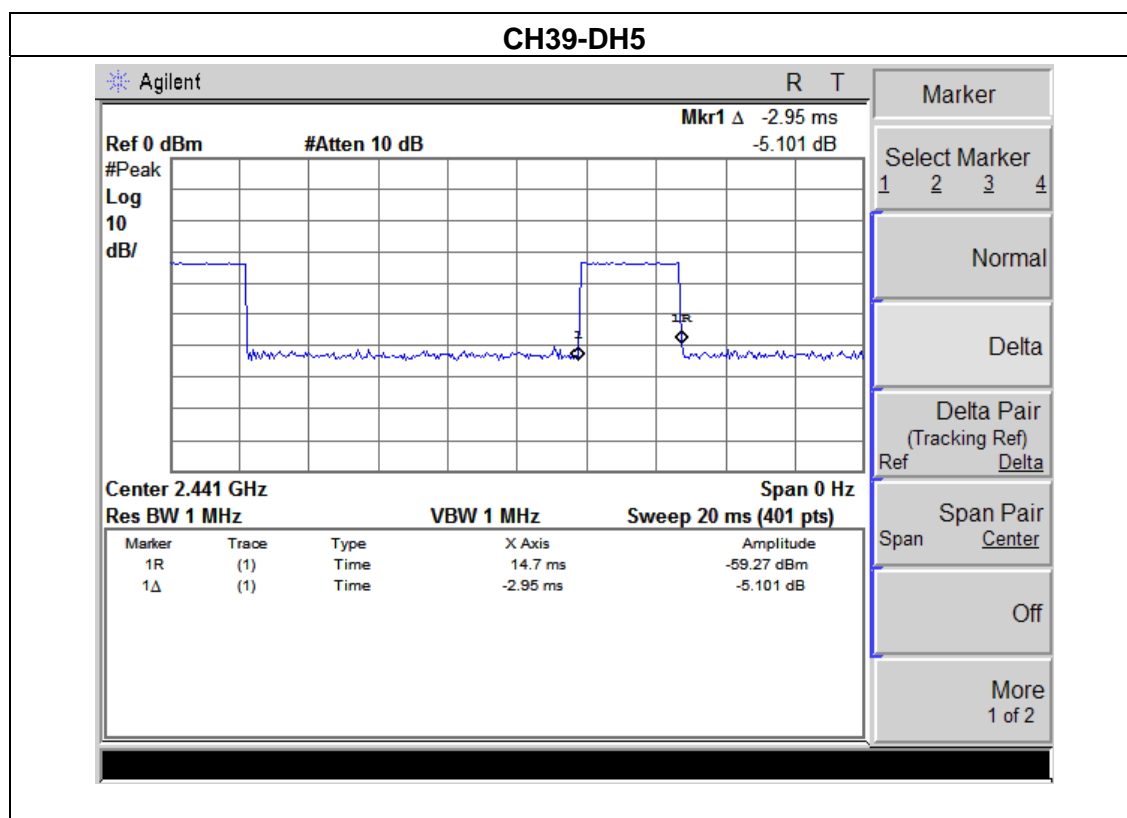 CH39-DH5
Agilent R T
Mkr1 Δ -2.95 ms
Ref 0 dBm #Atten 10 dB -5.101 dB
#Peak
Log
10
dB/
1
1R
Center 2.441 GHz Span 0 Hz
Res BW 1 MHz VBW 1 MHz Sweep 20 ms (401 pts)
Marker Trace Type X Axis Amplitude
1R (1) Time 14.7 ms -59.27 dBm
1Δ (1) Time -2.95 ms -5.101 dB
Marker
Select Marker
1 2 3 4
Normal
Delta
Delta Pair
(Tracking Ref)
Ref Delta
Span Pair
Span Center
Off
More
1 of 2